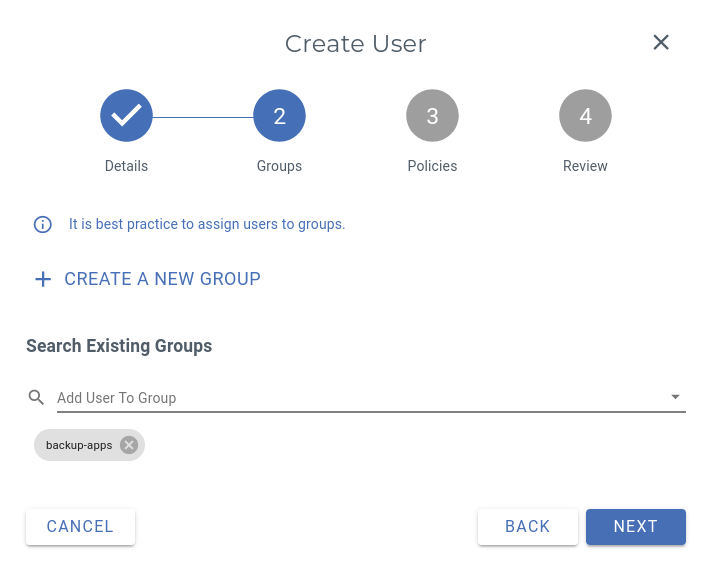 Create User
2
3
4
Details
Groups
Policies
Review
It is best practice to assign users to groups.
CREATE A NEW GROUP
Search Existing Groups
Add User To Group
backup-apps
CANCEL
BACK
NEXT